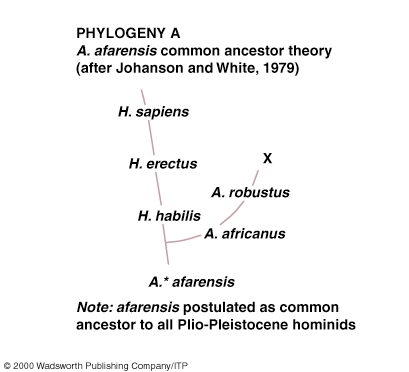 PHYLOGENY A
A. afarensis common ancestor theory
(after Johanson and White, 1979)
H. sapiens
H. erectus
X
A. robustus
H. habilis
A. africanus
A.* afarensis
Note: afarensis postulated as common
ancestor to all Plio-Pleistocene hominids
© 2000 Wadsworth Publishing Company/ITP